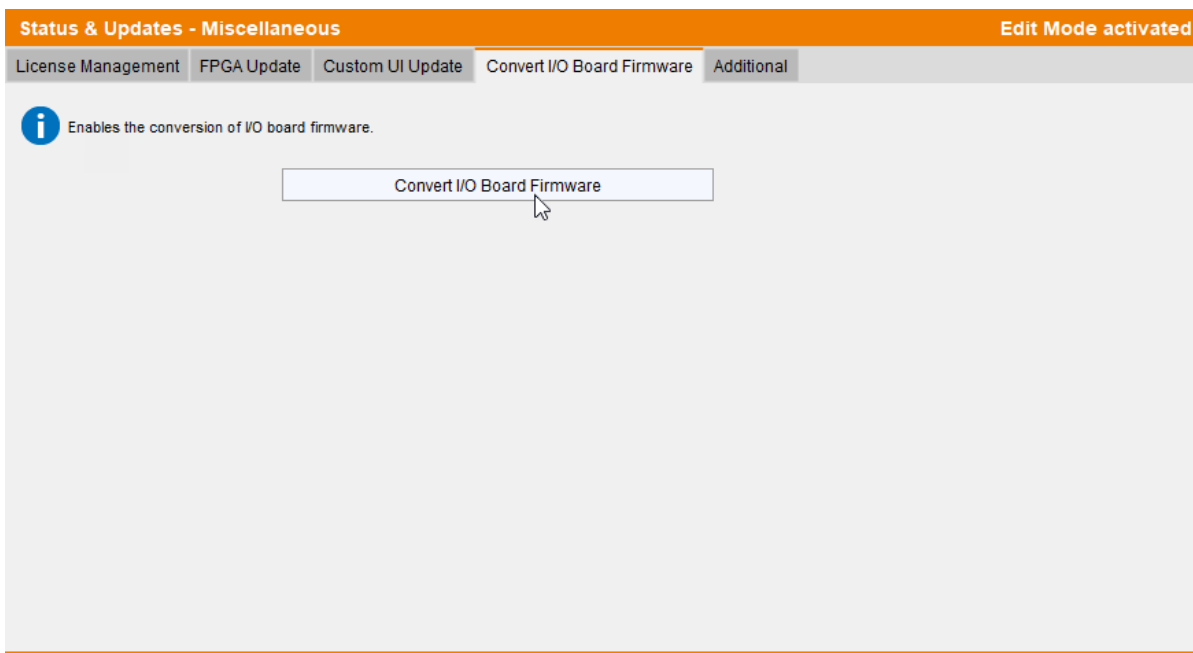 Status & Updates - Miscellaneous Edit Mode activated
License Management FPGA Update Custom UI Update Convert I/O Board Firmware Additional
Enables the conversion of I/O board firmware.
Convert I/O Board Firmware